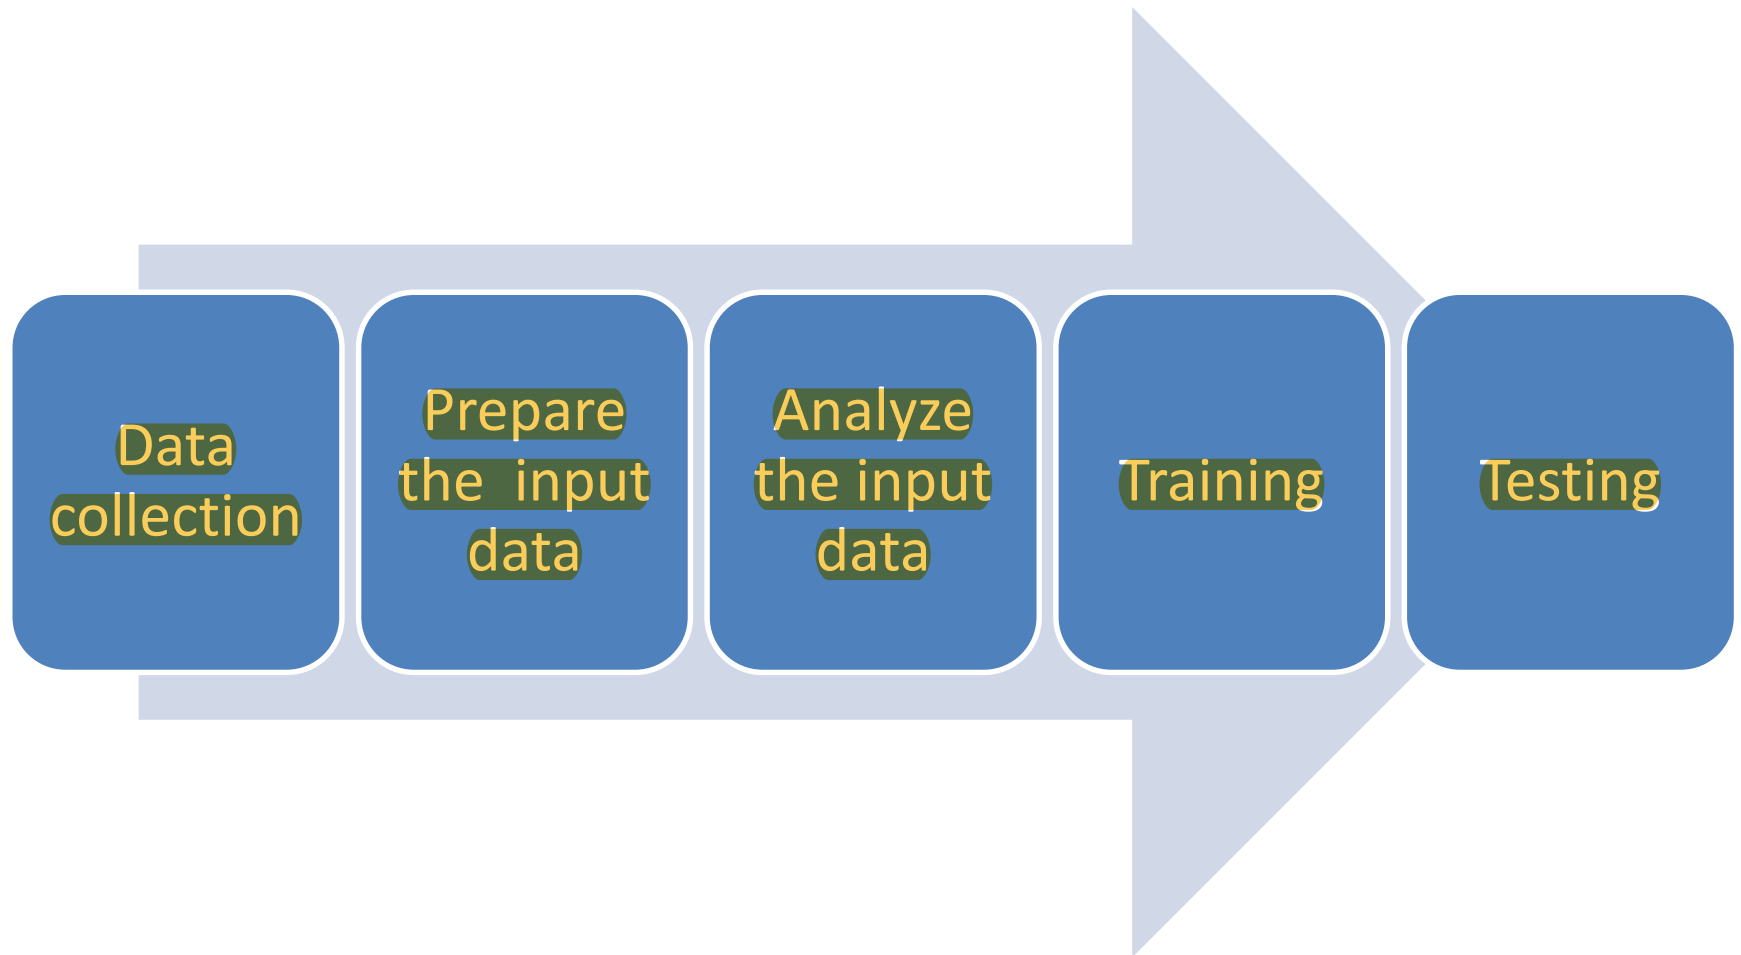 Data
collection
Prepare
the  input
data
Analyze
the input
data
Training
Testing